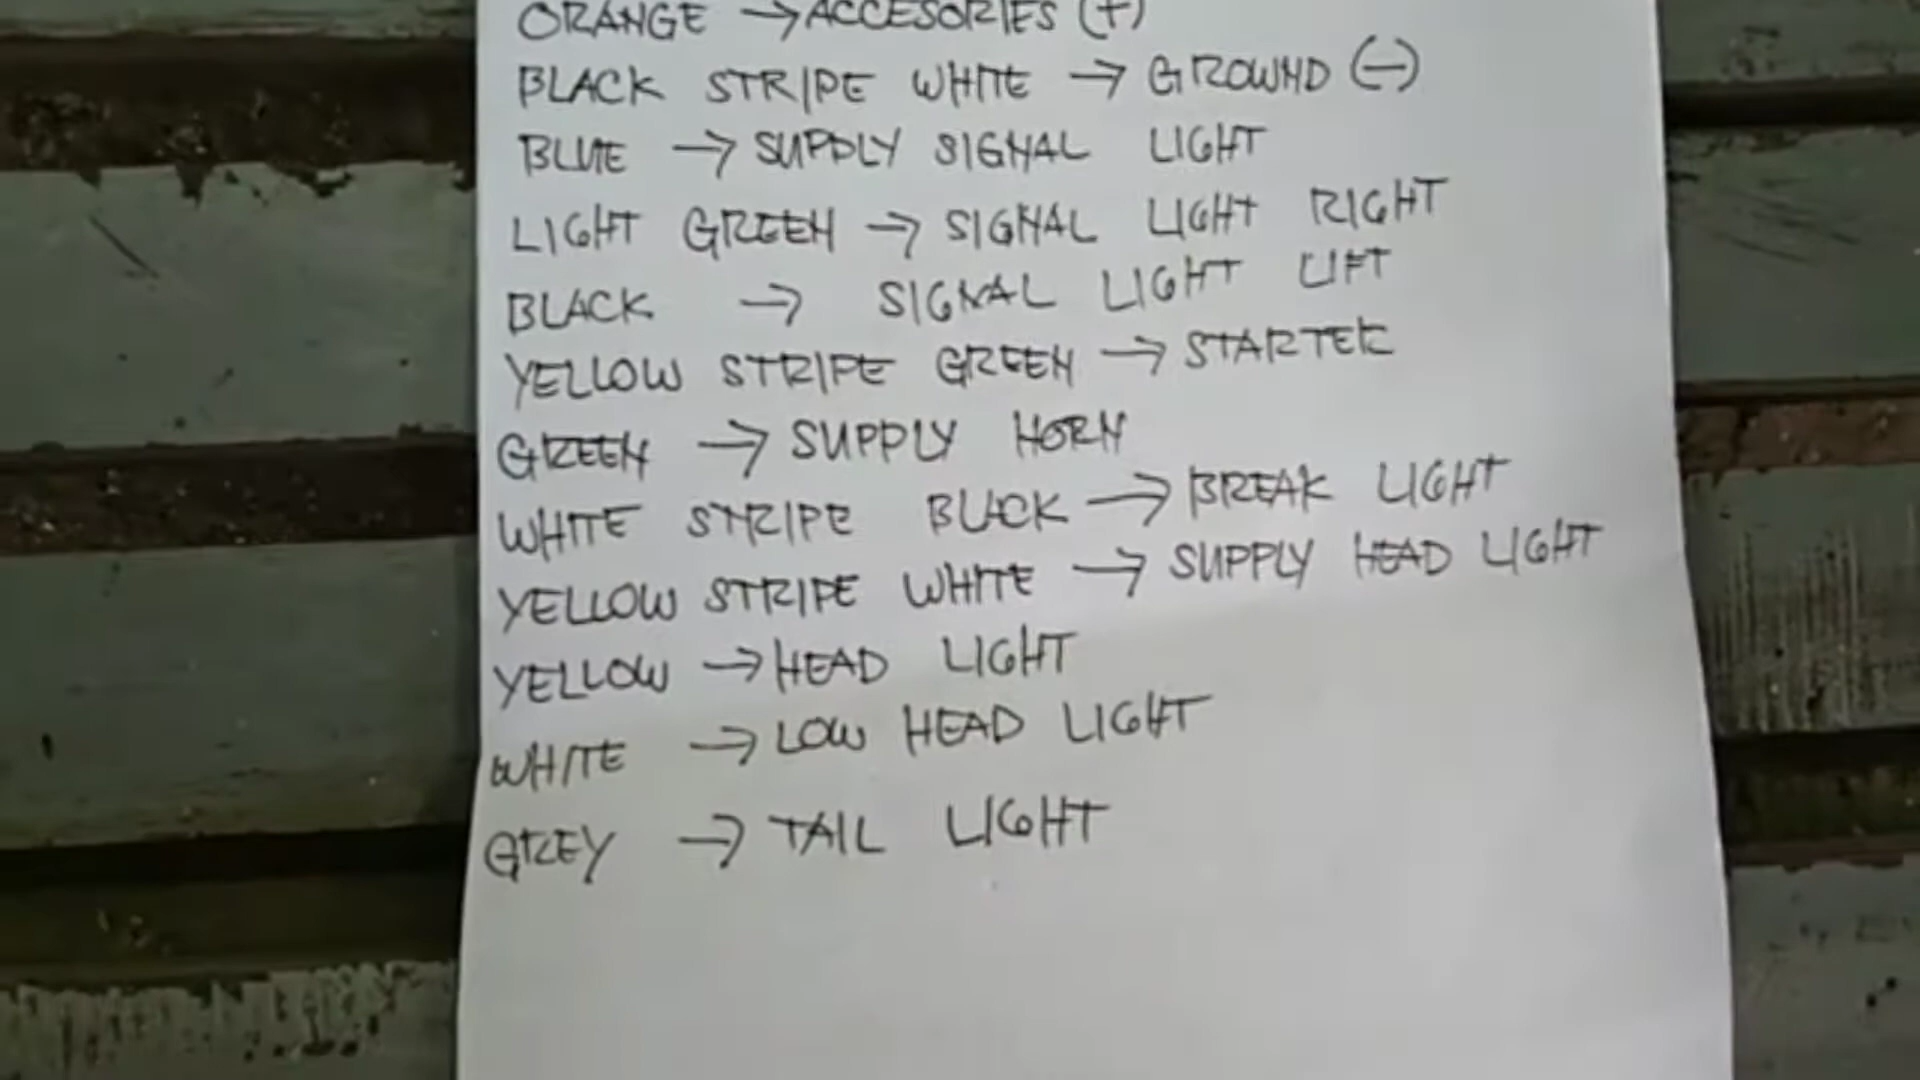 ORANGE → ACCESORIES (+)
BLACK STRIPE WHITE → GROWND (-)
BLUE → SUPPLY SIGNAL LIGHT
LIGHT GREEN → SIGNAL LIGHT RIGHT
BLACK → SIGNAL LIGHT LIFT
YELLOW STRIPE GREEN → STARTER
GREEN → SUPPLY HORN
WHITE STRIPE BLACK → BREAK LIGHT
YELLOW STRIPE WHITE → SUPPLY HEAD LIGHT
YELLOW → HEAD LIGHT
WHITE → LOW HEAD LIGHT
GREY → TAIL LIGHT